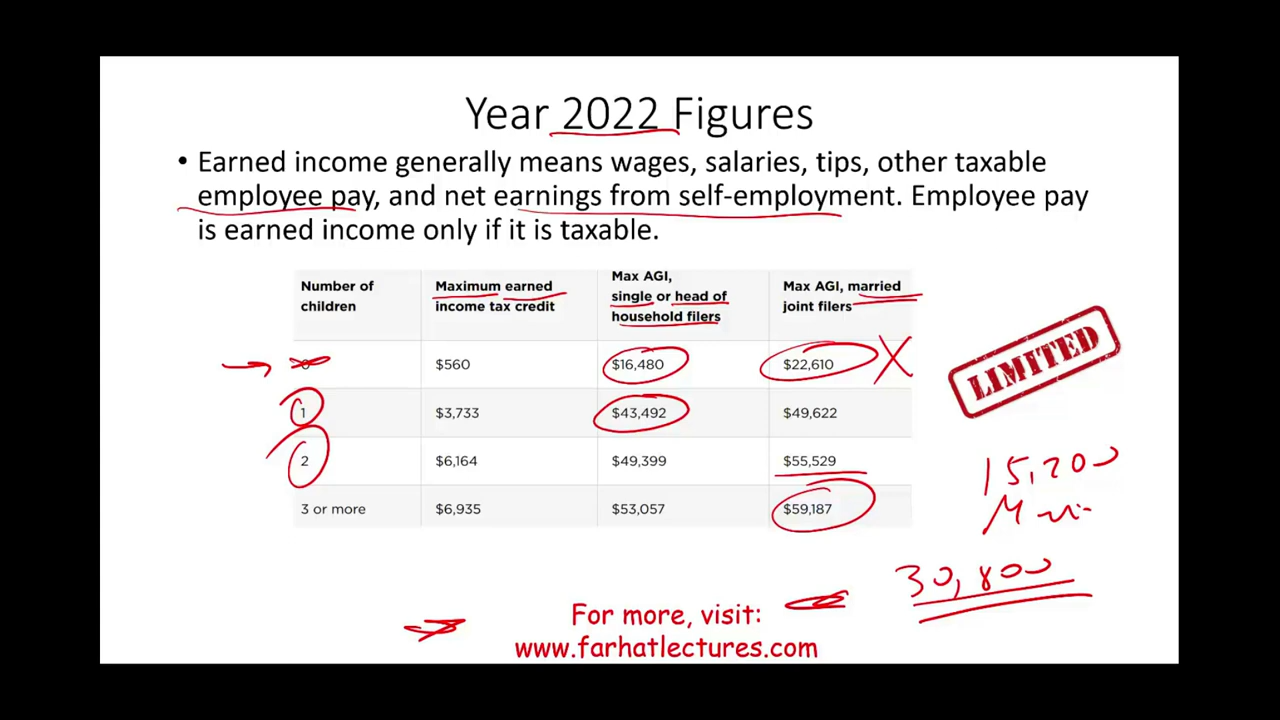 Year 2022 Figures
• Earned income generally means wages, salaries, tips, other taxable
employee pay, and net earnings from self-employment. Employee pay
is earned income only if it is taxable.
Number of children
Maximum earned income tax credit
Max AGI, single or head of household filers
Max AGI, married joint filers
0 $560 $16,480 $22,610
1 $3,733 $43,492 $49,622
2 $6,164 $49,399 $55,529
3 or more $6,935 $53,057 $59,187
LIMITED
15,200
30,800
For more, visit:
www.farhatlectures.com